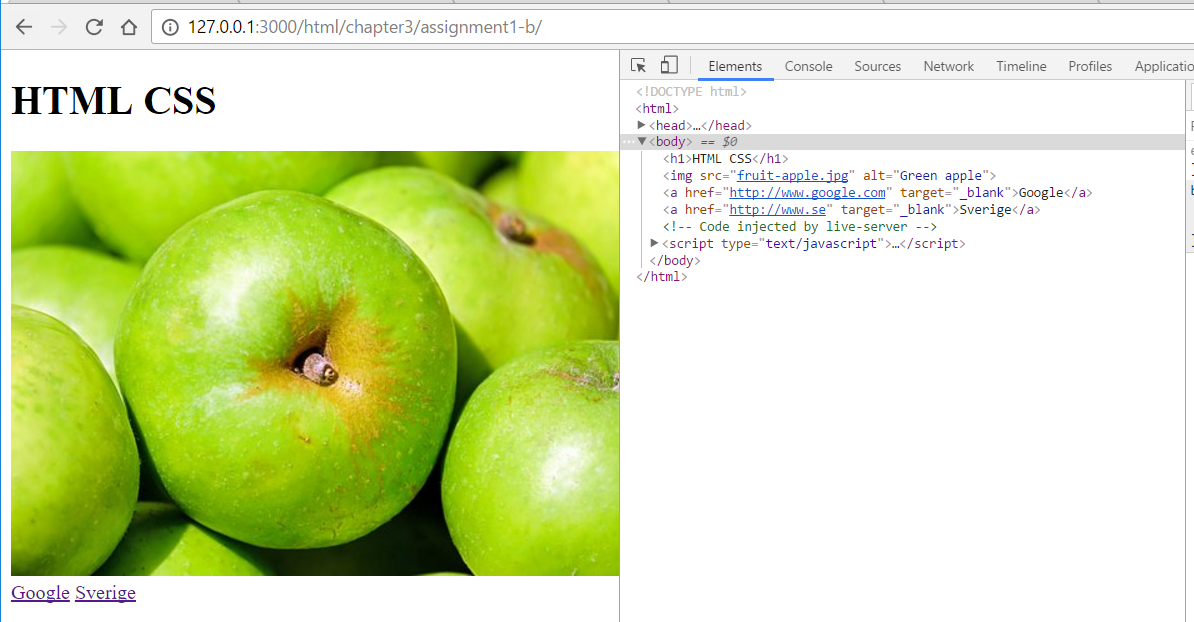 127.0.0.1:3000/html/chapter3/assignment1-b/
HTML CSS
Google Sverige
Elements Console Sources Network Timeline Profiles Applicatio
<!DOCTYPE html>
<html>
<head>…</head>
<body> == $0
<h1>HTML CSS</h1>
<img src="fruit-apple.jpg" alt="Green apple">
<a href="http://www.google.com" target="_blank">Google</a>
<a href="http://www.se" target="_blank">Sverige</a>
<!-- Code injected by live-server -->
<script type="text/javascript">…</script>
</body>
</html>